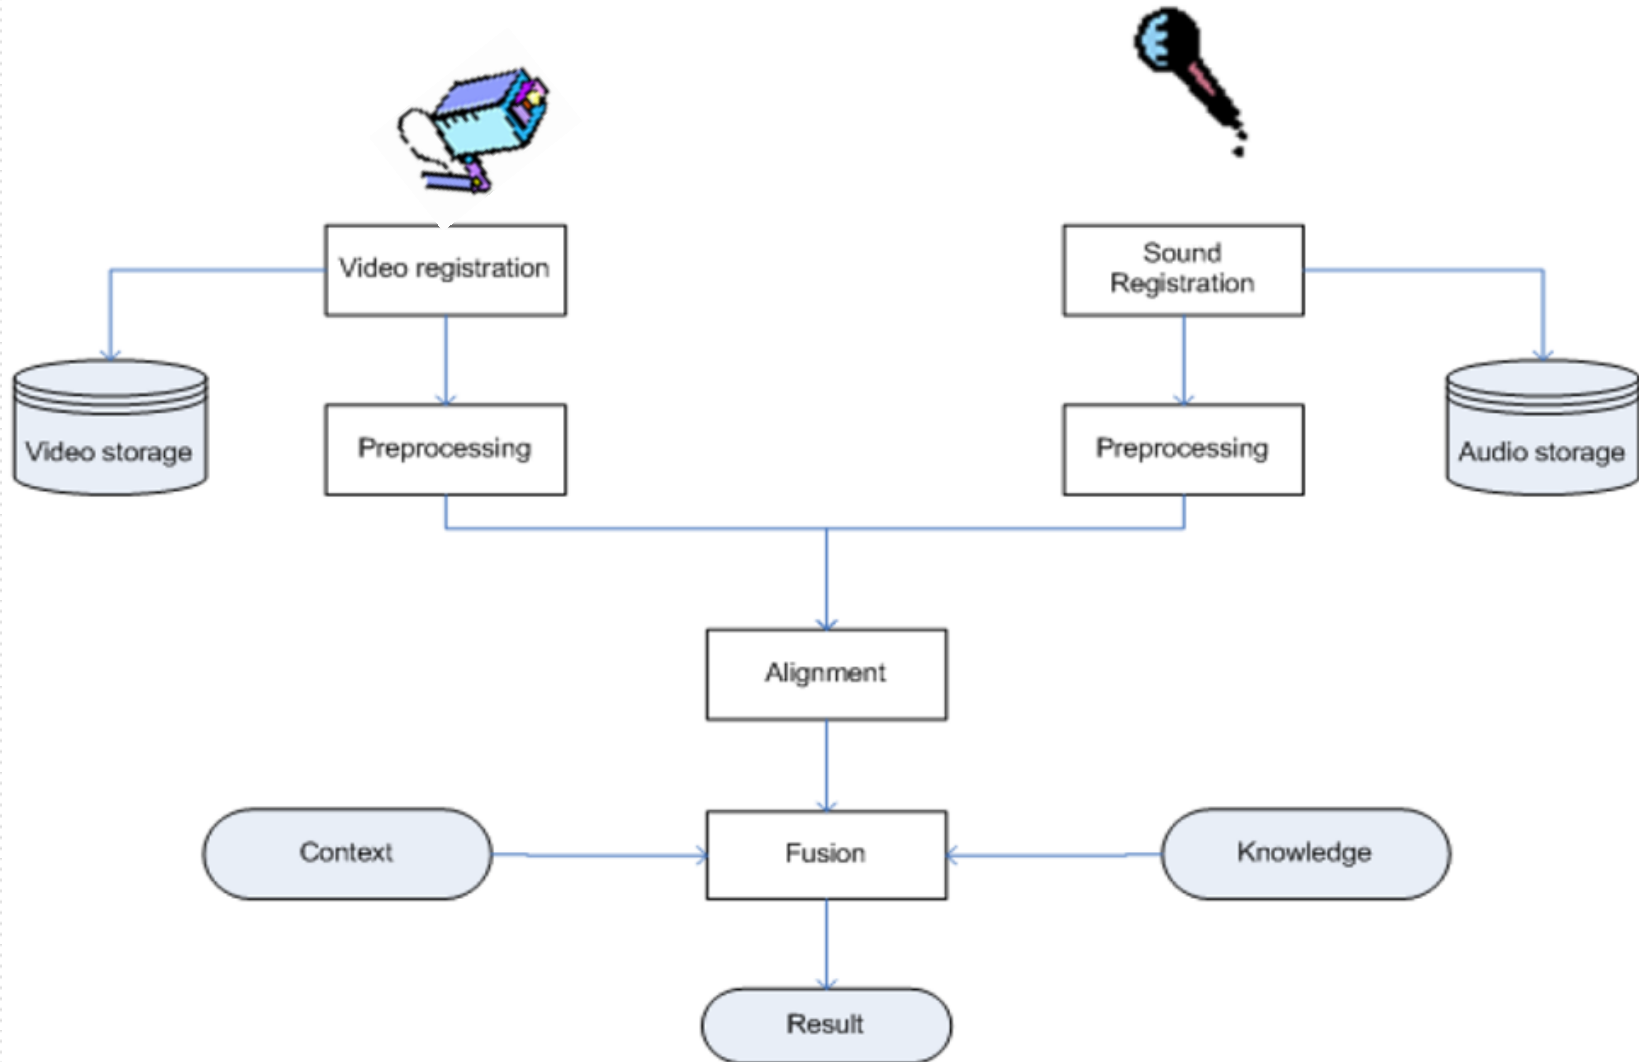 Video registration
Sound
Registration
Video storage
Preprocessing
Preprocessing
Audio storage
Alignment
Context
Fusion
Knowledge
Result